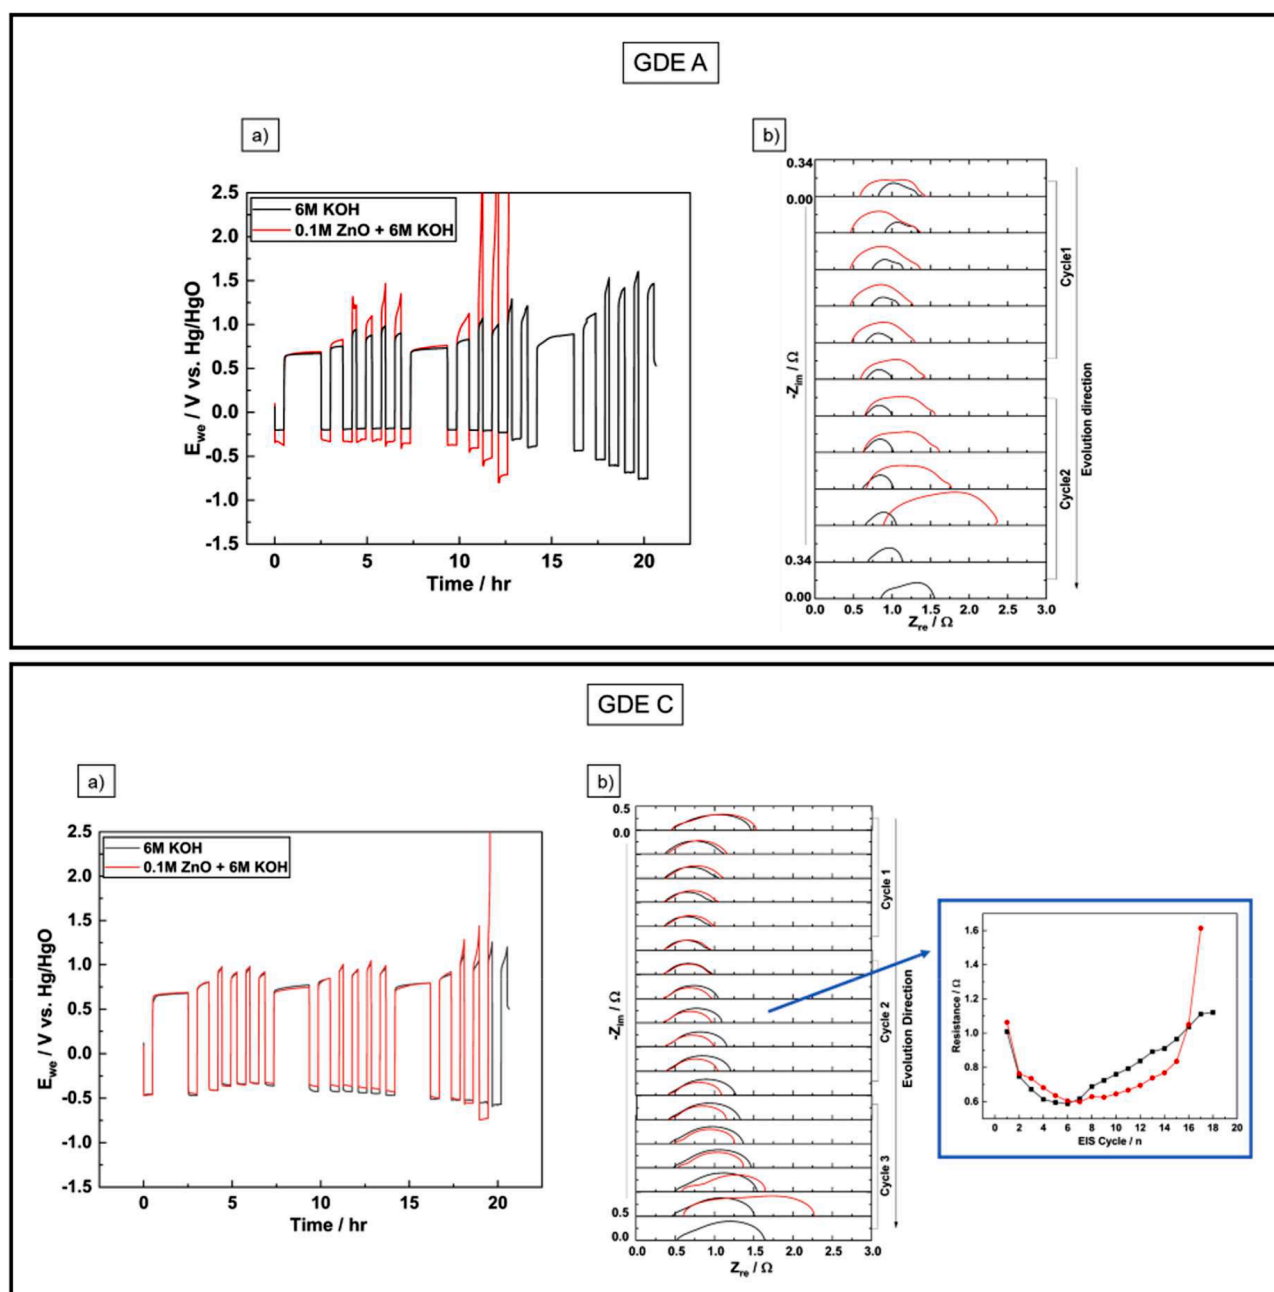 GDE A
a)
2.5
2.0
1.5
1.0
0.5
0.0
-0.5
-1.0
-1.5
E_we / V vs. Hg/HgO
6M KOH
0.1M ZnO + 6M KOH
0 5 10 15 20
Time / hr
b)
0.34
0.00
-Z_im / Ω
0.34
0.00
0.0 0.5 1.0 1.5 2.0 2.5 3.0
Z_re / Ω
Cycle1
Cycle2
Evolution direction
GDE C
a)
2.5
2.0
1.5
1.0
0.5
0.0
-0.5
-1.0
-1.5
E_we / V vs. Hg/HgO
6M KOH
0.1M ZnO + 6M KOH
0 5 10 15 20
Time / hr
b)
0.5
0.0
-Z_im / Ω
0.5
0.0
0.0 0.5 1.0 1.5 2.0 2.5 3.0
Z_re / Ω
Cycle 1
Cycle 2
Cycle 3
Evolution Direction
1.6
1.4
1.2
1.0
0.8
0.6
Resistance / Ω
0 2 4 6 8 10 12 14 16 18 20
EIS Cycle / n